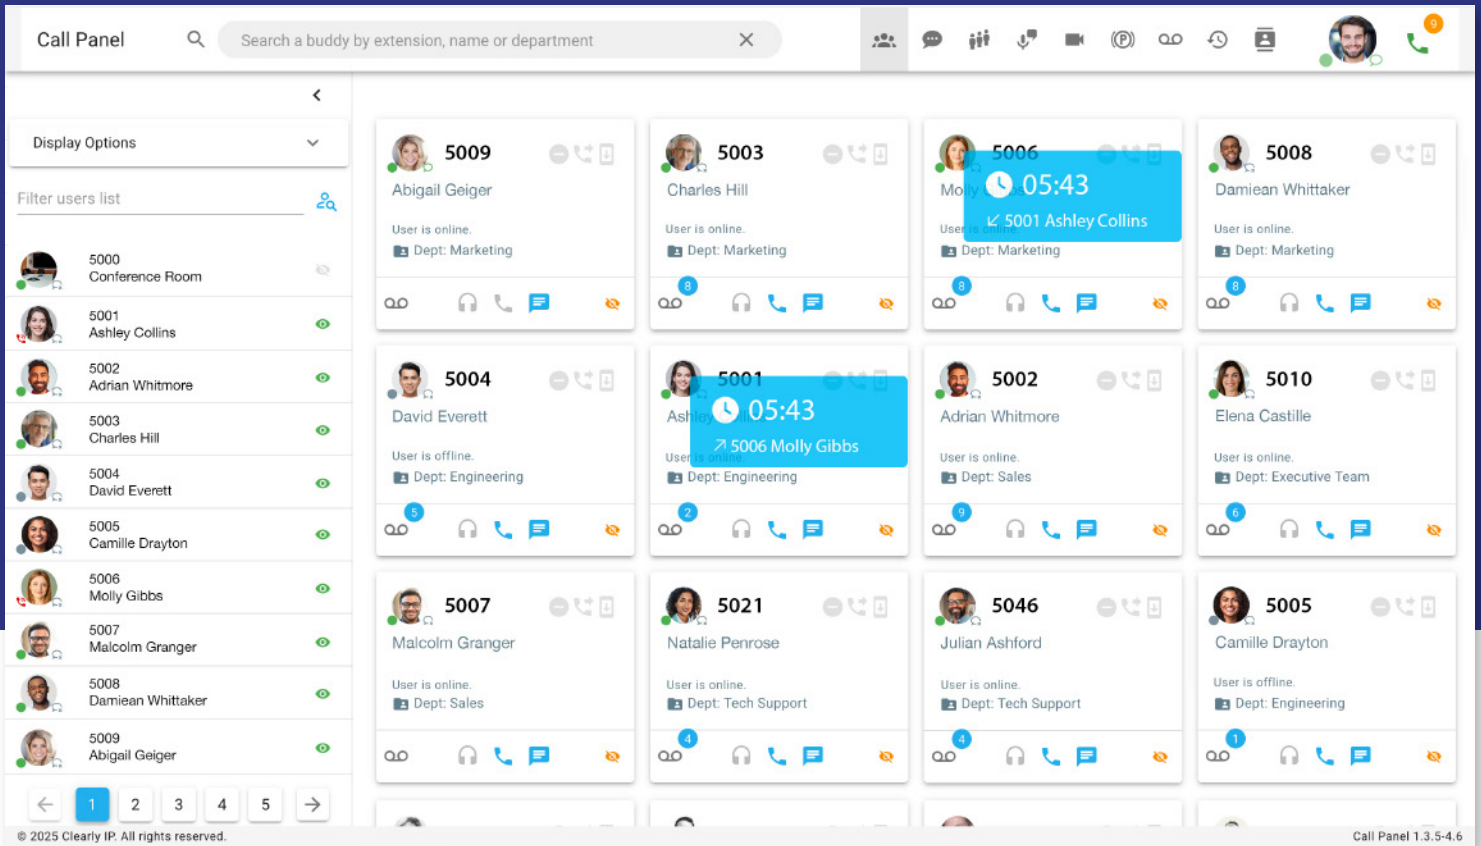 Call Panel
Search a buddy by extension, name or department
9
Display Options
Filter users list
5000
Conference Room
5001
Ashley Collins
5002
Adrian Whitmore
5003
Charles Hill
5004
David Everett
5005
Camille Drayton
5006
Molly Gibbs
5007
Malcolm Granger
5008
Damiean Whittaker
5009
Abigail Geiger
1 2 3 4 5
5009
Abigail Geiger
User is online.
Dept: Marketing
5003
Charles Hill
User is online.
Dept: Marketing
8
5006
05:43
5001 Ashley Collins
Dept: Marketing
8
5008
Damiean Whittaker
User is online.
Dept: Marketing
8
5004
David Everett
User is offline.
Dept: Engineering
5
5001
05:43
5006 Molly Gibbs
Dept: Engineering
2
5002
Adrian Whitmore
User is online.
Dept: Sales
9
5010
Elena Castille
User is online.
Dept: Executive Team
6
5007
Malcolm Granger
User is online.
Dept: Sales
5021
Natalie Penrose
User is online.
Dept: Tech Support
4
5046
Julian Ashford
User is online.
Dept: Tech Support
4
5005
Camille Drayton
User is offline.
Dept: Engineering
1
© 2025 Clearly IP. All rights reserved.
Call Panel 1.3.5-4.6